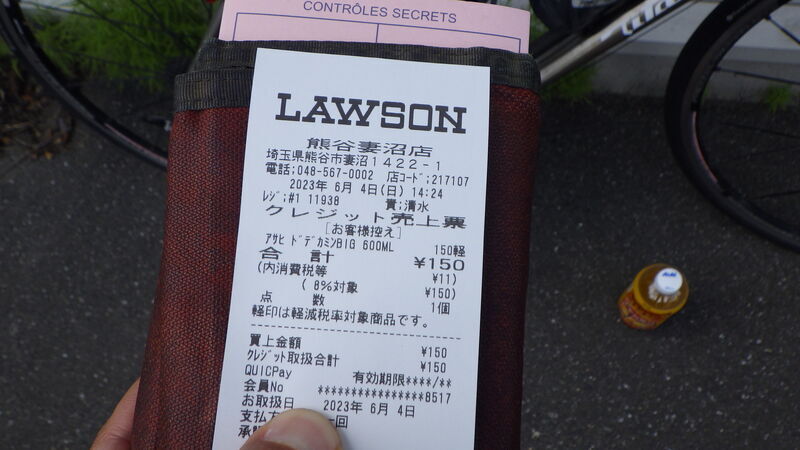 CONTRÔLES SECRETS
LAWSON
熊谷妻沼店
埼玉県熊谷市妻沼1422-1
電話;048-567-0002 店コード;217107
2023年 6月 4日(日) 14:24
レジ;#1 11938 責;清水
クレジット売上票
[お客様控え]
アサヒ ドデカミンBIG 600ML 150軽
合 計 ¥150
(内消費税等 ¥11)
( 8%対象 ¥150)
点 数 1個
軽印は軽減税率対象商品です。
買上金額 ¥150
クレジット取扱合計 ¥150
QUICPay 有効期限****/**
会員No ***************8517
お取扱日 2023年 6月 4日
支払方 一回
承